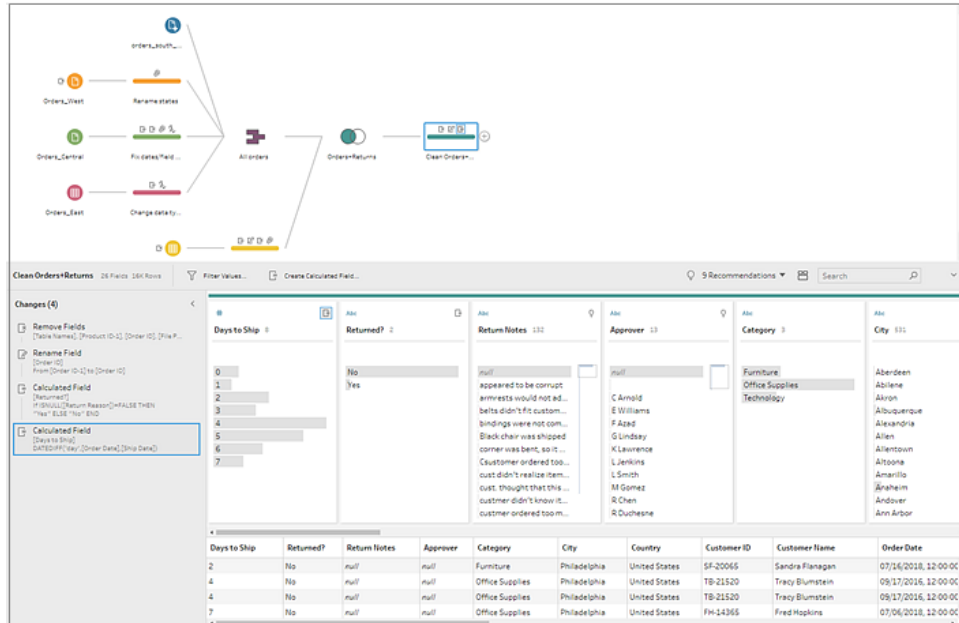 orders_south_...
Orders_West
Rename states
Orders_Central
Fix dates/field ...
All orders
Orders+Returns
Clean Orders+...
Orders_East
Change data ty...
Clean Orders+Returns 26 Fields 16K Rows Filter Values... Create Calculated Field... 9 Recommendations Search
Changes (4)
Remove Fields
[Table Names], [Product ID-1], [Order ID], [File P...
Rename Field
[Order ID]
From [Order ID-1] to [Order ID]
Calculated Field
[Returned?]
If ISNULL([Return Reason])=FALSE THEN
"Yes" ELSE "No" END
Calculated Field
[Days to Ship]
DATEDIFF('day',[Order Date],[Ship Date])
#
Days to Ship 8
0
1
2
3
4
5
6
7
Abc
Returned? 2
No
Yes
Abc
Return Notes 132
null
appeared to be corrupt
armrests would not ad...
belts didn't fit custom...
bindings were not com...
Black chair was shipped
corner was bent, so it ...
Csustomer ordered too...
cust didn't realize item...
cust. thought that this ...
custmer didn't know it...
custmer ordered too m...
Abc
Approver 13
null
C Arnold
E Williams
F Azad
G Lindsay
K Lawrence
L Jenkins
L Smith
M Gomez
R Chen
R Duchesne
Abc
Category 3
Furniture
Office Supplies
Technology
Abc
City 531
Aberdeen
Abilene
Akron
Albuquerque
Alexandria
Allen
Allentown
Altoona
Amarillo
Anaheim
Andover
Ann Arbor
Days to Ship Returned? Return Notes Approver Category City Country Customer ID Customer Name Order Date
2 No null null Furniture Philadelphia United States SF-20065 Sandra Flanagan 07/16/2018, 12:00:00
4 No null null Office Supplies Philadelphia United States TB-21520 Tracy Blumstein 09/17/2016, 12:00:00
4 No null null Office Supplies Philadelphia United States TB-21520 Tracy Blumstein 09/17/2016, 12:00:00
7 No null null Office Supplies Philadelphia United States FH-14365 Fred Hopkins 07/06/2018, 12:00:00